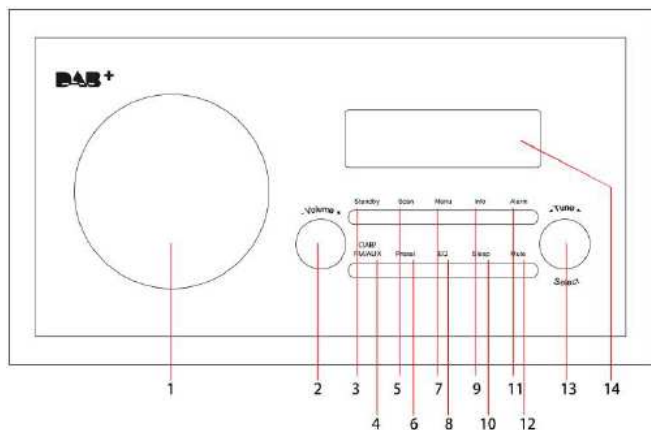 DAB+
Standby Scan Menu Info Alarm
- Volume +
Tune
DAB/
FM/AUX Preset EQ Sleep Mute
Select
1 2 3 5 7 9 11 13 14
4 6 8 10 12